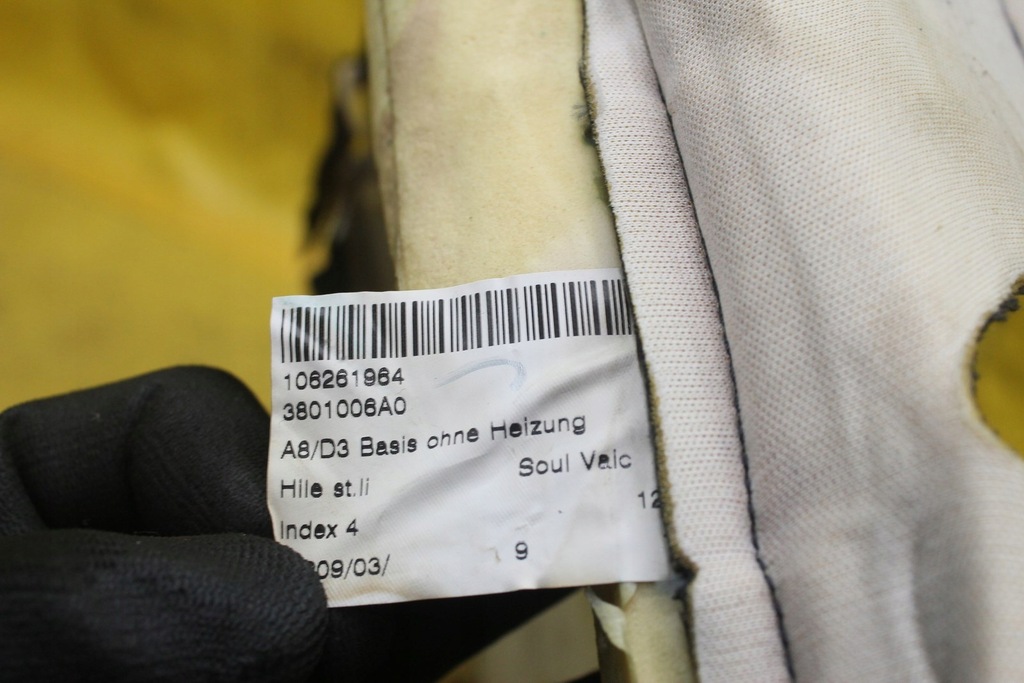 106261964
3801006A0
A8/D3 Basis ohne Heizung
Soul Valc
Hile st.li
12
Index 4
09/03/ 9